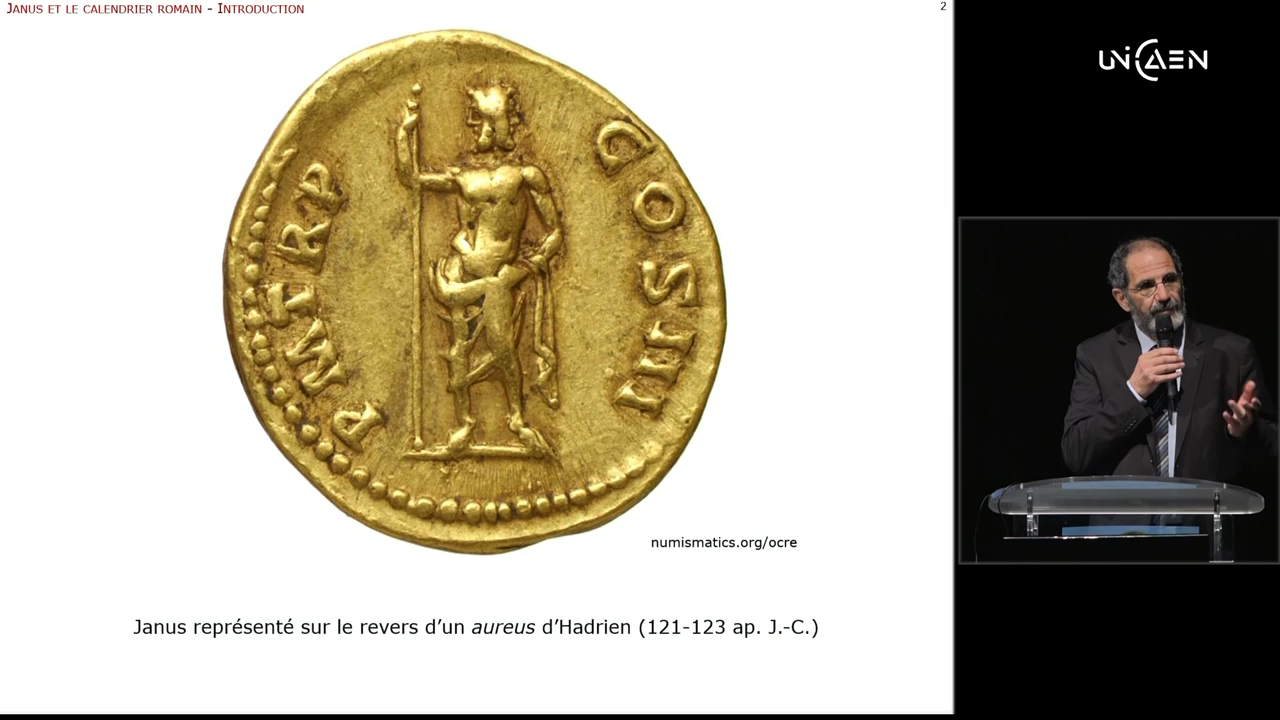 Janus et le calendrier romain - Introduction
2
UNICAEN
P M TR P
COS III
numismatics.org/ocre
Janus représenté sur le revers d’un aureus d’Hadrien (121-123 ap. J.-C.)